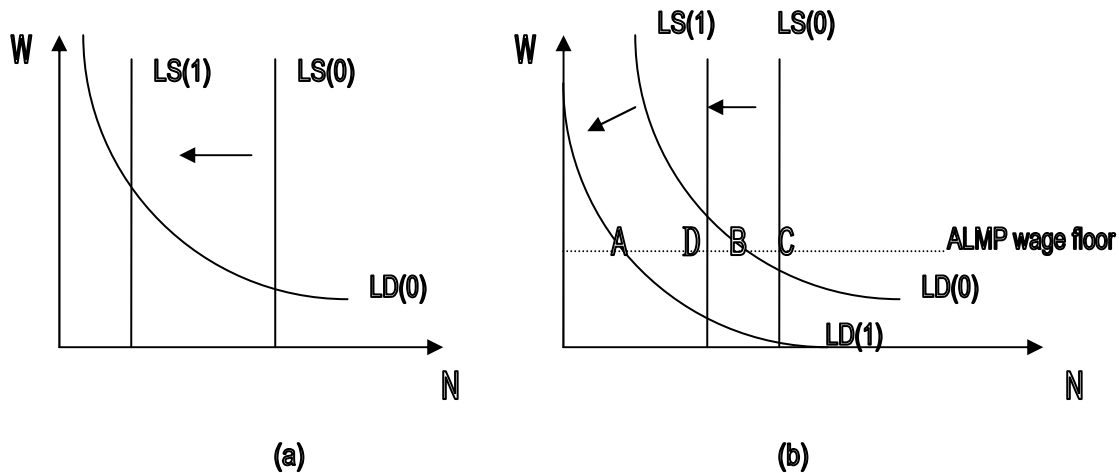 W
LS(1)
LS(0)
LD(0)
N
(a)
W
LS(1)
LS(0)
A
D
B
C
ALMP wage floor
LD(0)
LD(1)
N
(b)